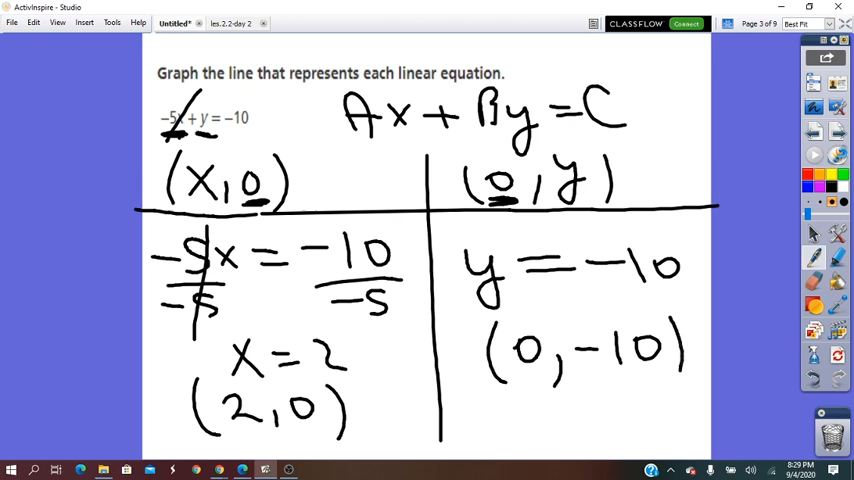 ActivInspire - Studio
File Edit View Insert Tools Help
Untitled* les.2.2-day 2
CLASSFLOW Connect
Page 3 of 9 Best Fit
Graph the line that represents each linear equation.
-5x + y = -10
Ax + By = C
(x, 0)
(0, y)
-5x = -10
-5 -5
x = 2
(2, 0)
y = -10
(0, -10)
8:29 PM
9/4/2020